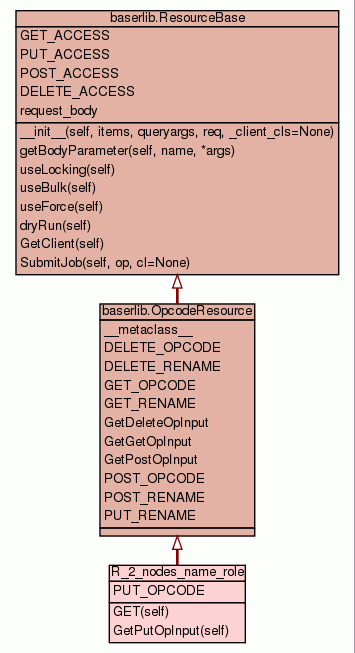 baserlib.ResourceBase
GET_ACCESS
PUT_ACCESS
POST_ACCESS
DELETE_ACCESS
request_body
__init__(self, items, queryargs, req, _client_cls=None)
getBodyParameter(self, name, *args)
useLocking(self)
useBulk(self)
useForce(self)
dryRun(self)
GetClient(self)
SubmitJob(self, op, cl=None)
baserlib.OpcodeResource
__metaclass__
DELETE_OPCODE
DELETE_RENAME
GET_OPCODE
GET_RENAME
GetDeleteOpInput
GetGetOpInput
GetPostOpInput
POST_OPCODE
POST_RENAME
PUT_RENAME
R_2_nodes_name_role
PUT_OPCODE
GET(self)
GetPutOpInput(self)